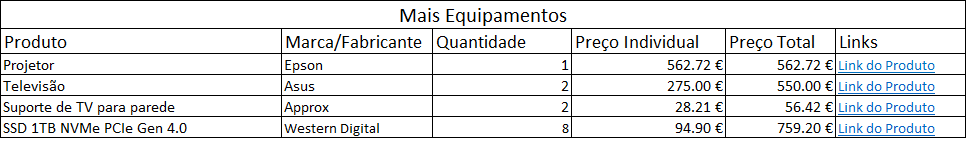 Mais Equipamentos
Produto Marca/Fabricante Quantidade Preço Individual Preço Total Links
Projetor Epson 1 562.72 € 562.72 € Link do Produto
Televisão Asus 2 275.00 € 550.00 € Link do Produto
Suporte de TV para parede Approx 2 28.21 € 56.42 € Link do Produto
SSD 1TB NVMe PCIe Gen 4.0 Western Digital 8 94.90 € 759.20 € Link do Produto